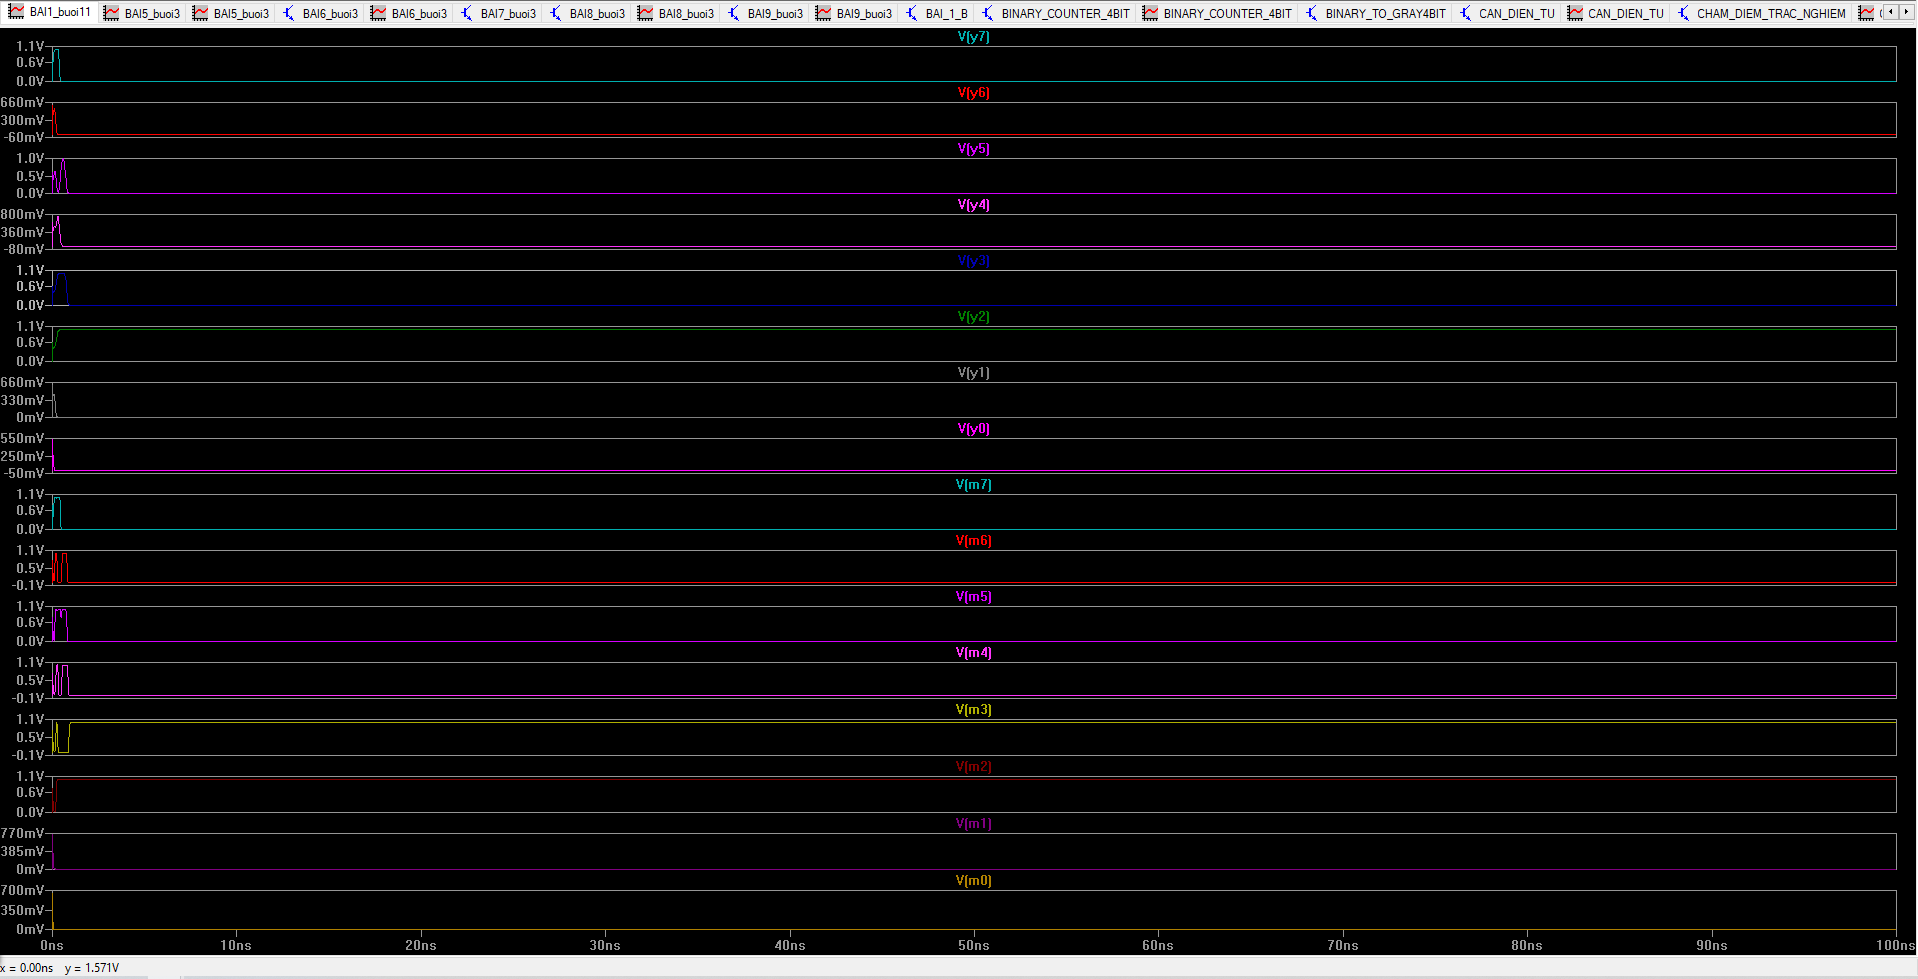 BAI1_buoi11 BAI5_buoi3 BAI5_buoi3 BAI6_buoi3 BAI6_buoi3 BAI7_buoi3 BAI8_buoi3 BAI8_buoi3 BAI9_buoi3 BAI9_buoi3 BAI_1_B BINARY_COUNTER_4BIT BINARY_COUNTER_4BIT BINARY_TO_GRAY4BIT CAN_DIEN_TU CAN_DIEN_TU CHAM_DIEM_TRAC_NGHIEM
V(y7)
1.1V
0.6V
0.0V
V(y6)
660mV
300mV
-60mV
V(y5)
1.0V
0.5V
0.0V
V(y4)
800mV
360mV
-80mV
V(y3)
1.1V
0.6V
0.0V
V(y2)
1.1V
0.6V
0.0V
V(y1)
660mV
330mV
0mV
V(y0)
550mV
250mV
-50mV
V(m7)
1.1V
0.6V
0.0V
V(m6)
1.1V
0.5V
-0.1V
V(m5)
1.1V
0.6V
0.0V
V(m4)
1.1V
0.5V
-0.1V
V(m3)
1.1V
0.5V
-0.1V
V(m2)
1.1V
0.6V
0.0V
V(m1)
770mV
385mV
0mV
V(m0)
700mV
350mV
0mV
0ns 10ns 20ns 30ns 40ns 50ns 60ns 70ns 80ns 90ns 100ns
x = 0.00ns y = 1.571V